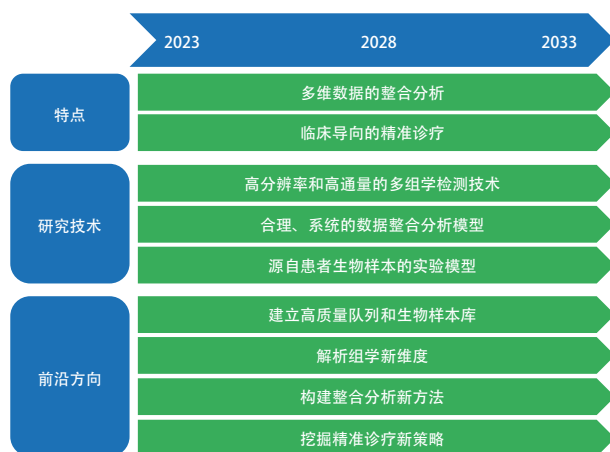 2023 2028 2033
特点
多维数据的整合分析
临床导向的精准诊疗
研究技术
高分辨率和高通量的多组学检测技术
合理、系统的数据整合分析模型
源自患者生物样本的实验模型
前沿方向
建立高质量队列和生物样本库
解析组学新维度
构建整合分析新方法
挖掘精准诊疗新策略